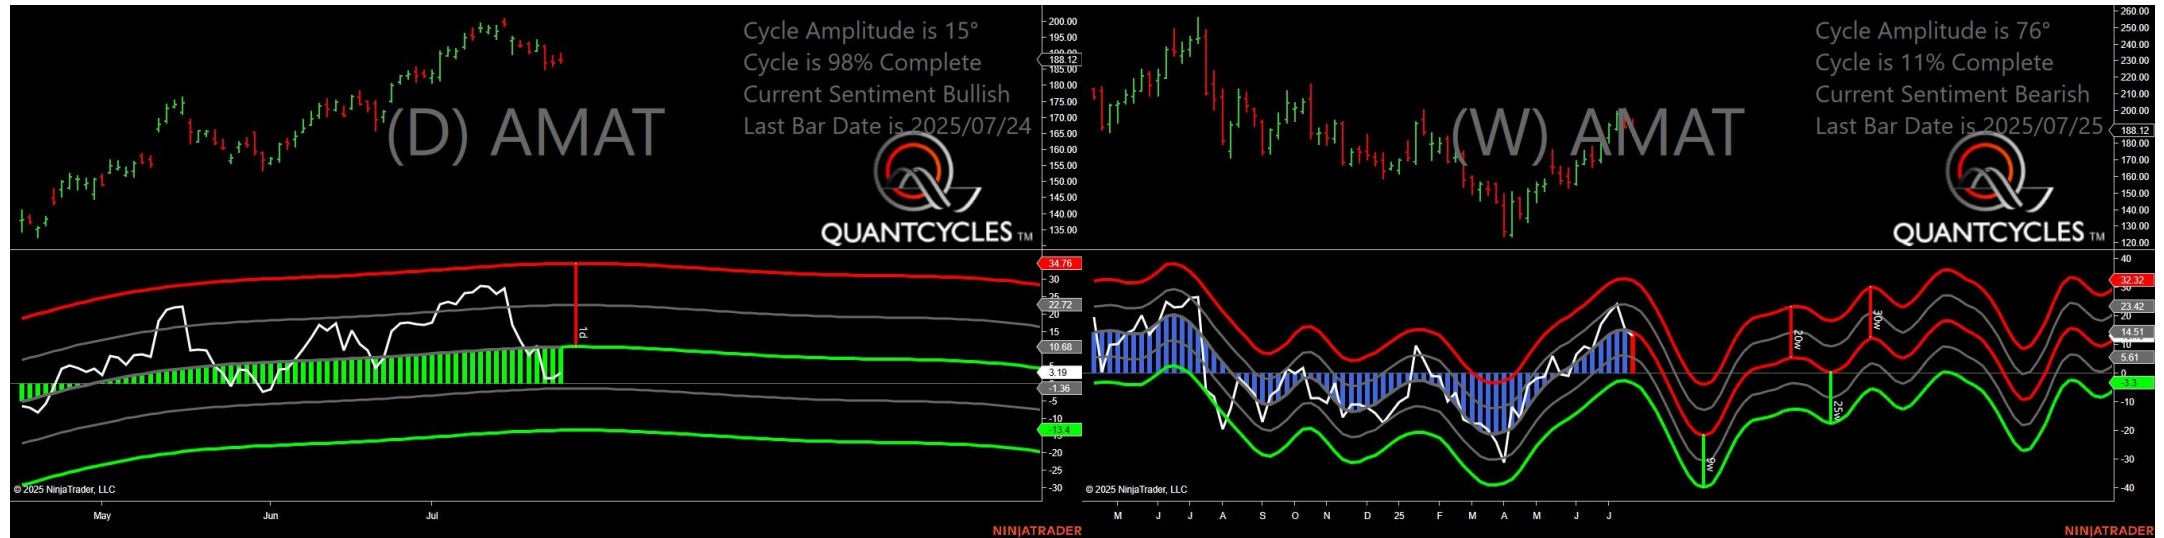 Cycle Amplitude is 15°
Cycle is 98% Complete
Current Sentiment Bullish
Last Bar Date is 2025/07/24
(D) AMAT
QUANTCYCLES TM
200.00
195.00
190.00
188.12
185.00
180.00
175.00
170.00
165.00
160.00
155.00
150.00
145.00
140.00
135.00
34.76
30
25
22.72
20
15
10.68
5
3.19
-1.36
-5
-10
-13.4
-20
-25
-30
1d
© 2025 NinjaTrader, LLC
May Jun Jul
NINJATRADER
Cycle Amplitude is 76°
Cycle is 11% Complete
Current Sentiment Bearish
Last Bar Date is 2025/07/25
(W) AMAT
QUANTCYCLES TM
260.00
250.00
240.00
230.00
220.00
210.00
200.00
188.12
180.00
170.00
160.00
150.00
140.00
130.00
120.00
40
32.32
30
23.42
20
14.51
10
5.61
0
-3.3
-10
-20
-30
-40
9w
20w
25w
30w
© 2025 NinjaTrader, LLC
M J J A S O N D 25 F M A M J J
NINJATRADER